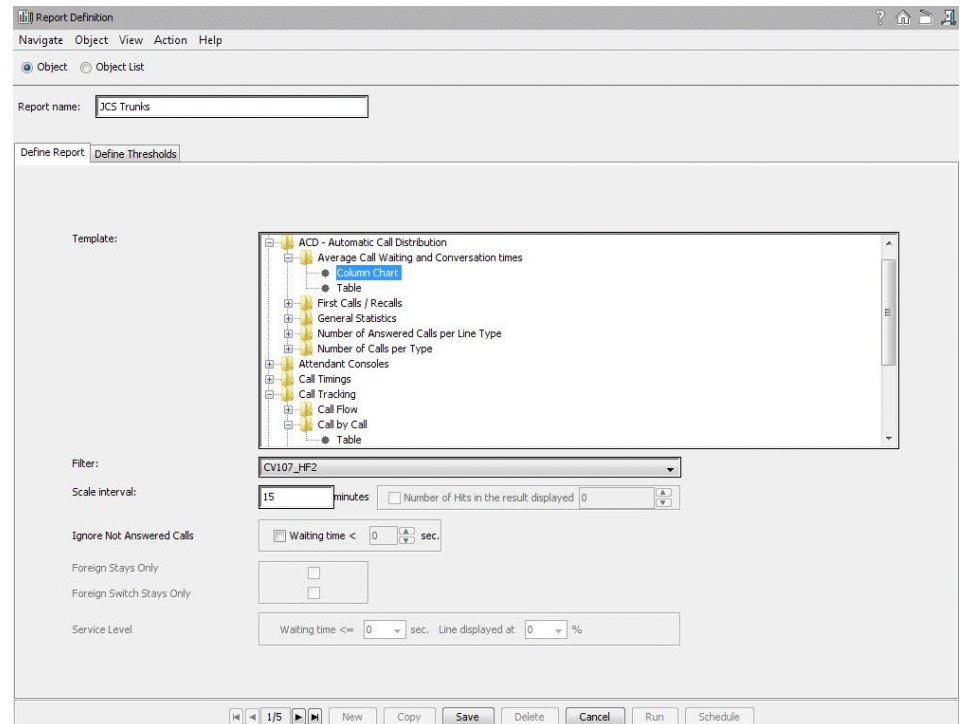 Report Definition
?
Navigate Object View Action Help
Object Object List
Report name: JCS Trunks
Define Report Define Thresholds
Template:
ACD - Automatic Call Distribution
Average Call Waiting and Conversation times
Column Chart
Table
First Calls / Recalls
General Statistics
Number of Answered Calls per Line Type
Number of Calls per Type
Attendant Consoles
Call Timings
Call Tracking
Call Flow
Call by Call
Table
Filter: CV107_HF2
Scale interval: 15 minutes Number of Hits in the result displayed 0
Ignore Not Answered Calls Waiting time < 0 sec.
Foreign Stays Only
Foreign Switch Stays Only
Service Level Waiting time <= 0 sec. Line displayed at 0 %
1/5 New Copy Save Delete Cancel Run Schedule